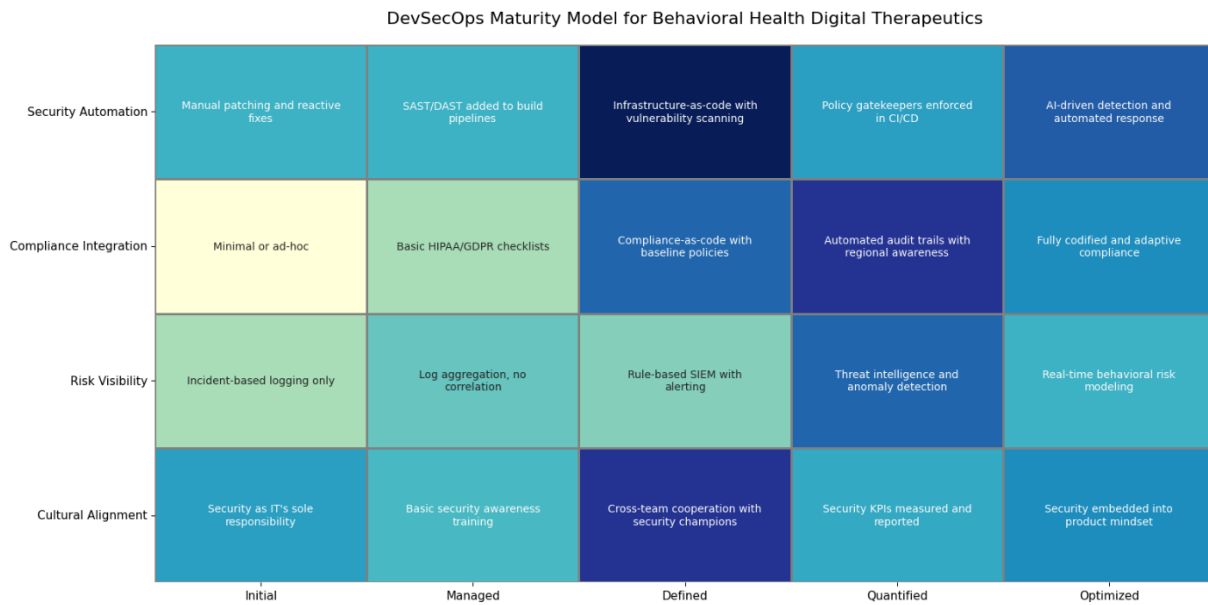 DevSecOps Maturity Model for Behavioral Health Digital Therapeutics
Security Automation
Manual patching and reactive
fixes
SAST/DAST added to build
pipelines
Infrastructure-as-code with
vulnerability scanning
Policy gatekeepers enforced
in CI/CD
AI-driven detection and
automated response
Compliance Integration
Minimal or ad-hoc
Basic HIPAA/GDPR checklists
Compliance-as-code with
baseline policies
Automated audit trails with
regional awareness
Fully codified and adaptive
compliance
Risk Visibility
Incident-based logging only
Log aggregation, no
correlation
Rule-based SIEM with
alerting
Threat intelligence and
anomaly detection
Real-time behavioral risk
modeling
Cultural Alignment
Security as IT's sole
responsibility
Basic security awareness
training
Cross-team cooperation with
security champions
Security KPIs measured and
reported
Security embedded into
product mindset
Initial
Managed
Defined
Quantified
Optimized